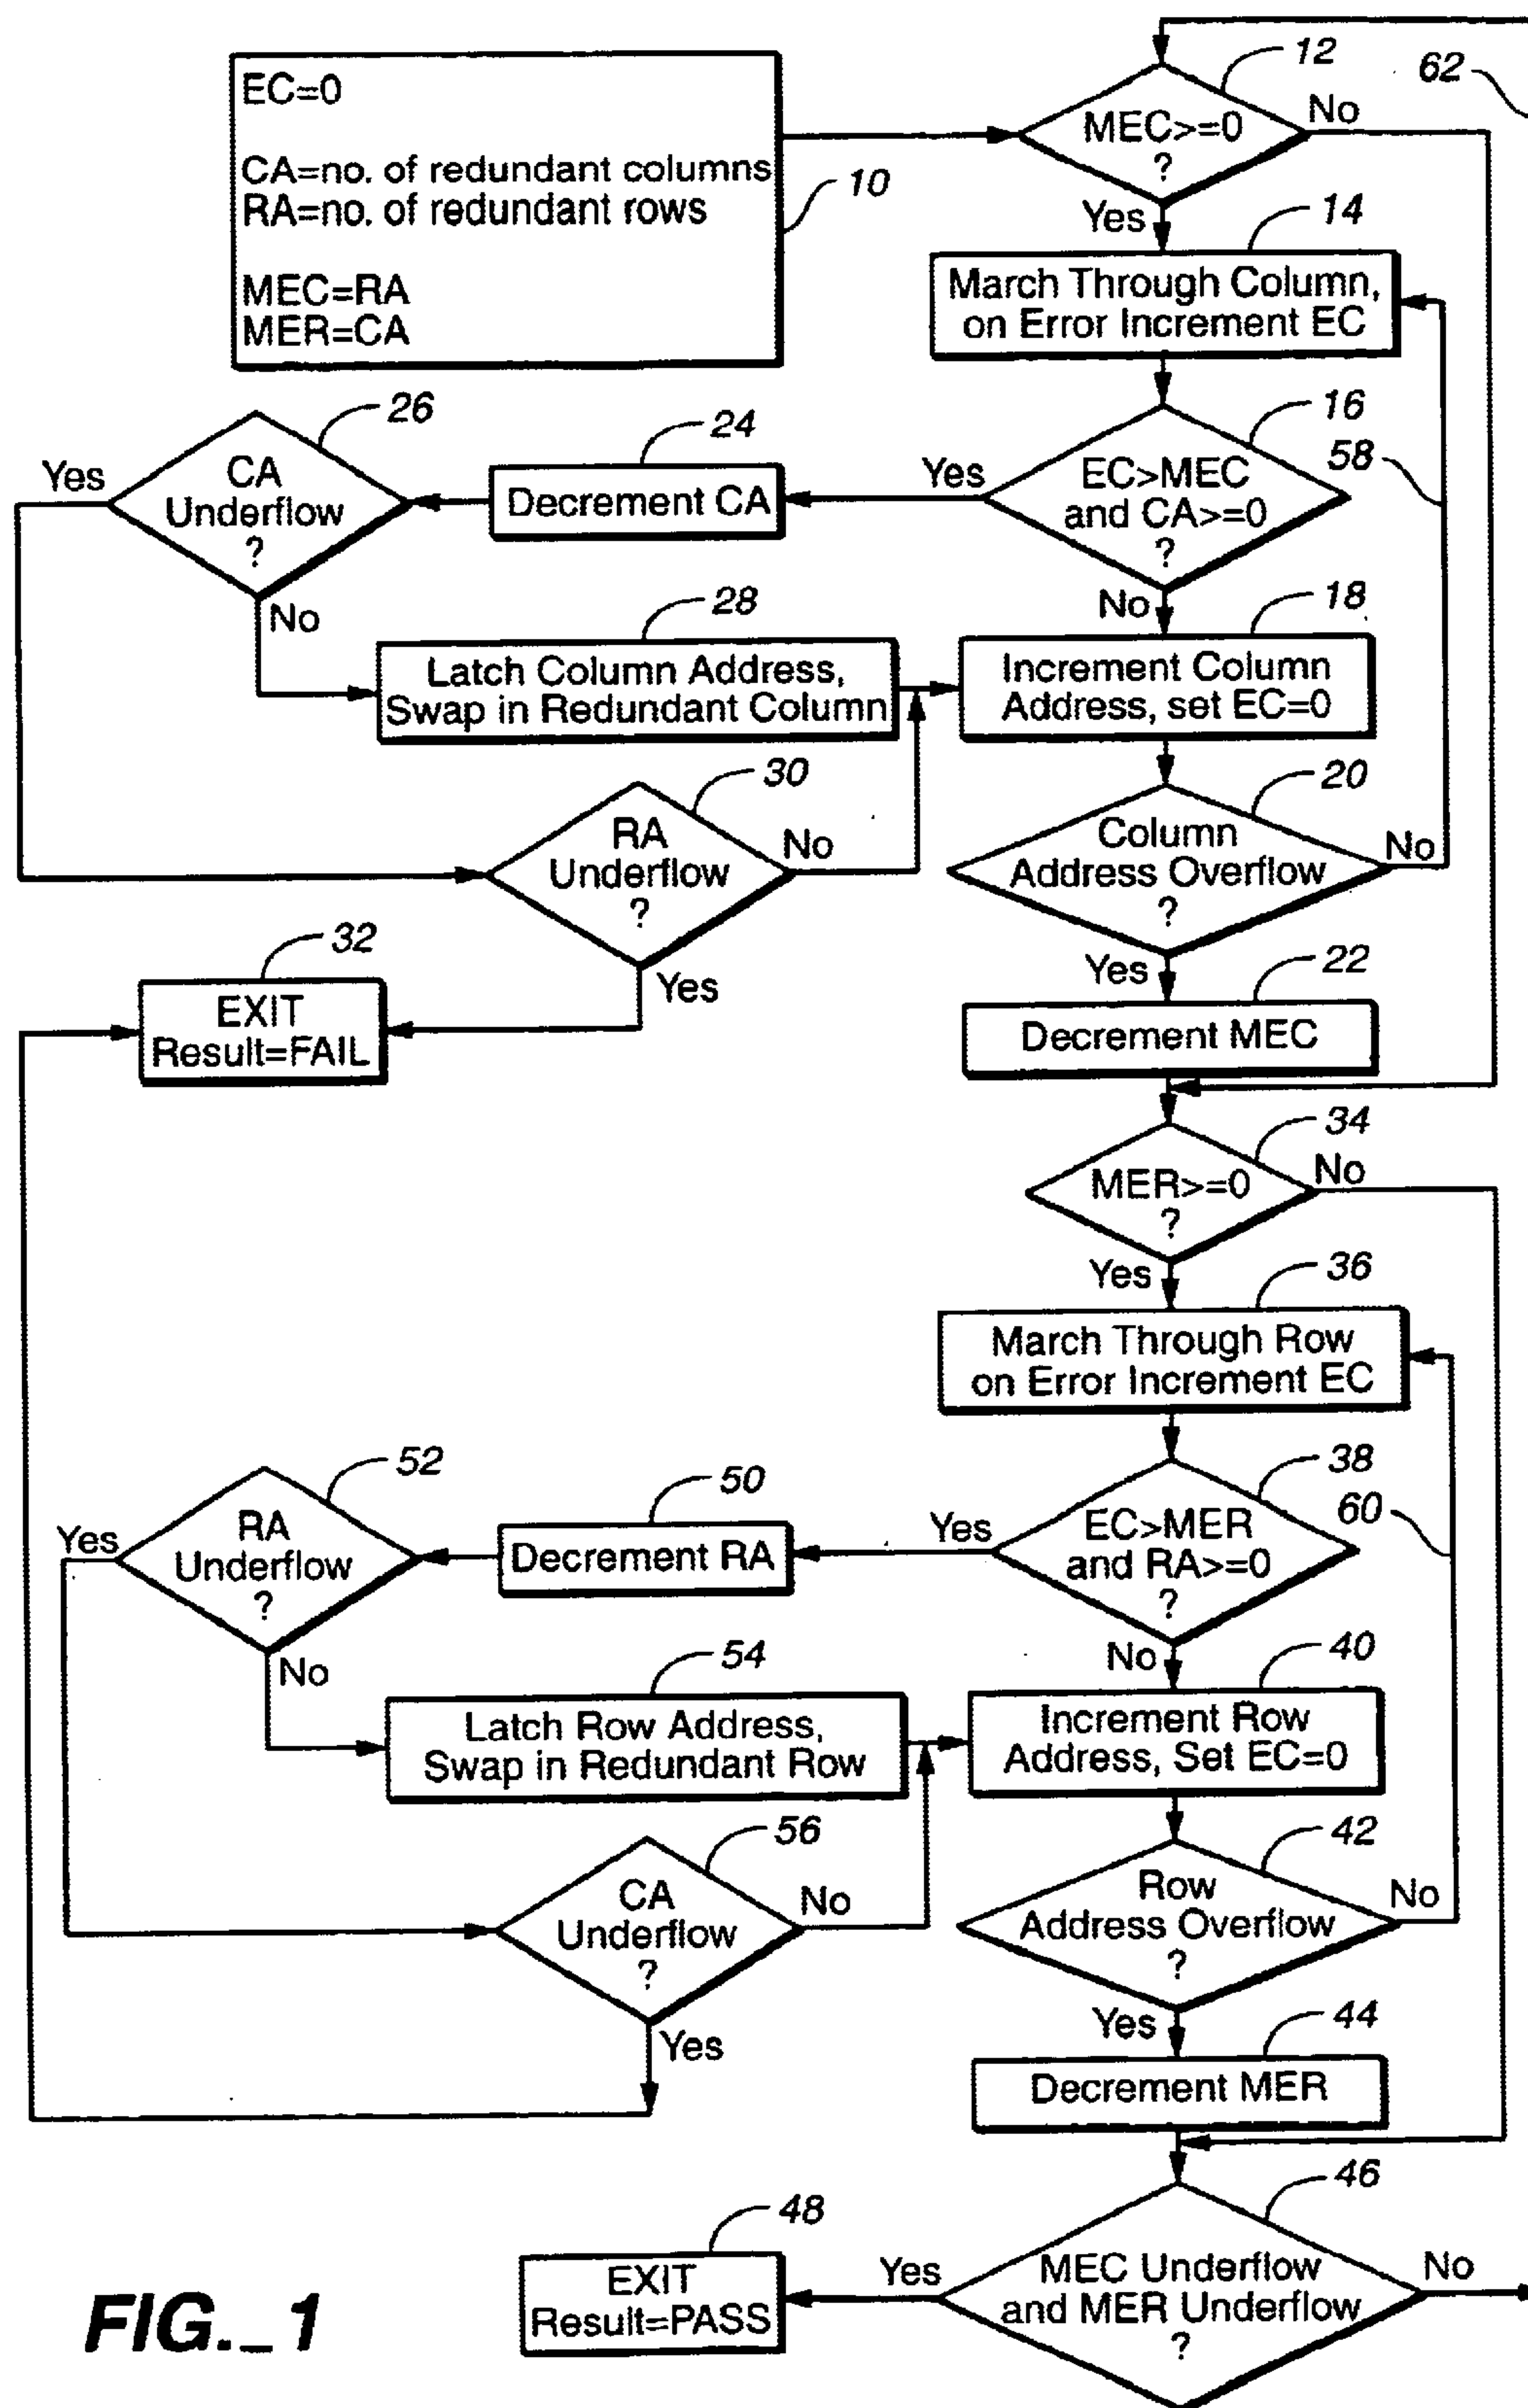 EC=0
CA=no. of redundant columns
RA=no. of redundant rows
MEC=RA
MER=CA
10
12
62
MEC>=0
?
No
Yes
14
March Through Column,
on Error Increment EC
16
58
EC>MEC
and CA>=0
?
Yes
No
24
Decrement CA
26
CA
Underflow
?
Yes
No
28
Latch Column Address,
Swap in Redundant Column
18
Increment Column
Address, set EC=0
30
RA
Underflow
?
No
Yes
20
Column
Address Overflow
?
No
Yes
32
EXIT
Result=FAIL
22
Decrement MEC
34
MER>=0
?
No
Yes
36
March Through Row
on Error Increment EC
38
60
EC>MER
and RA>=0
?
Yes
No
50
Decrement RA
52
RA
Underflow
?
Yes
No
54
Latch Row Address,
Swap in Redundant Row
40
Increment Row
Address, Set EC=0
56
CA
Underflow
?
No
Yes
42
Row
Address Overflow
?
No
Yes
44
Decrement MER
46
MEC Underflow
and MER Underflow
?
Yes
No
48
EXIT
Result=PASS
FIG._1